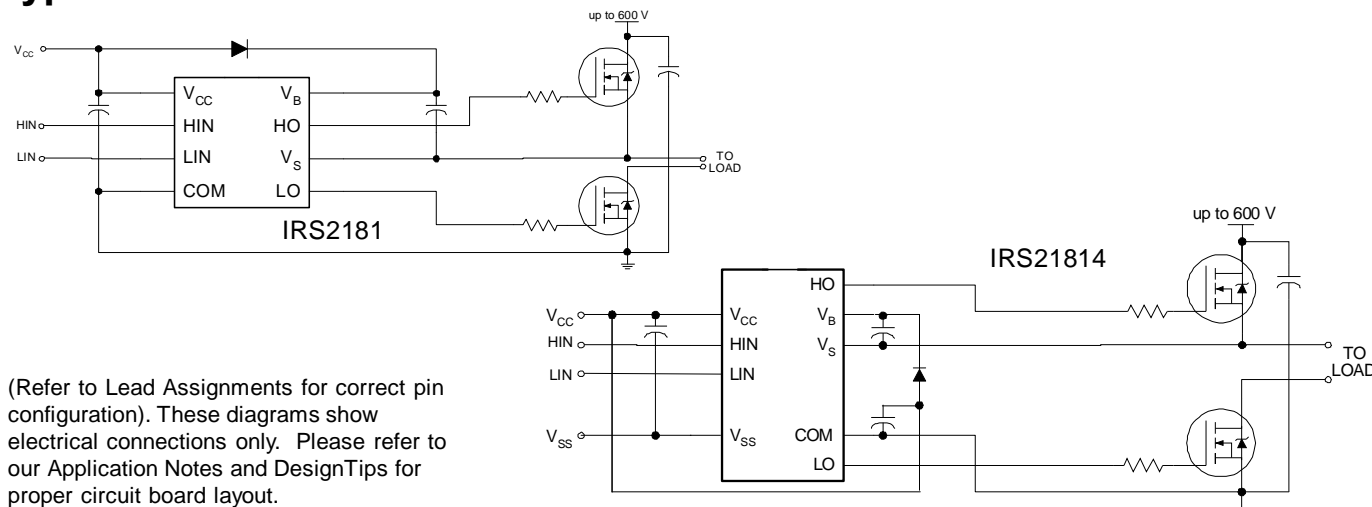 up to 600 V
VCC
VCC
VB
HIN
HIN
HO
LIN
LIN
VS
TO
LOAD
COM
LO
IRS2181
up to 600 V
IRS21814
HO
VCC
VCC
VB
HIN
HIN
VS
TO
LOAD
LIN
LIN
VSS
VSS
COM
LO
(Refer to Lead Assignments for correct pin
configuration). These diagrams show
electrical connections only. Please refer to
our Application Notes and DesignTips for
proper circuit board layout.